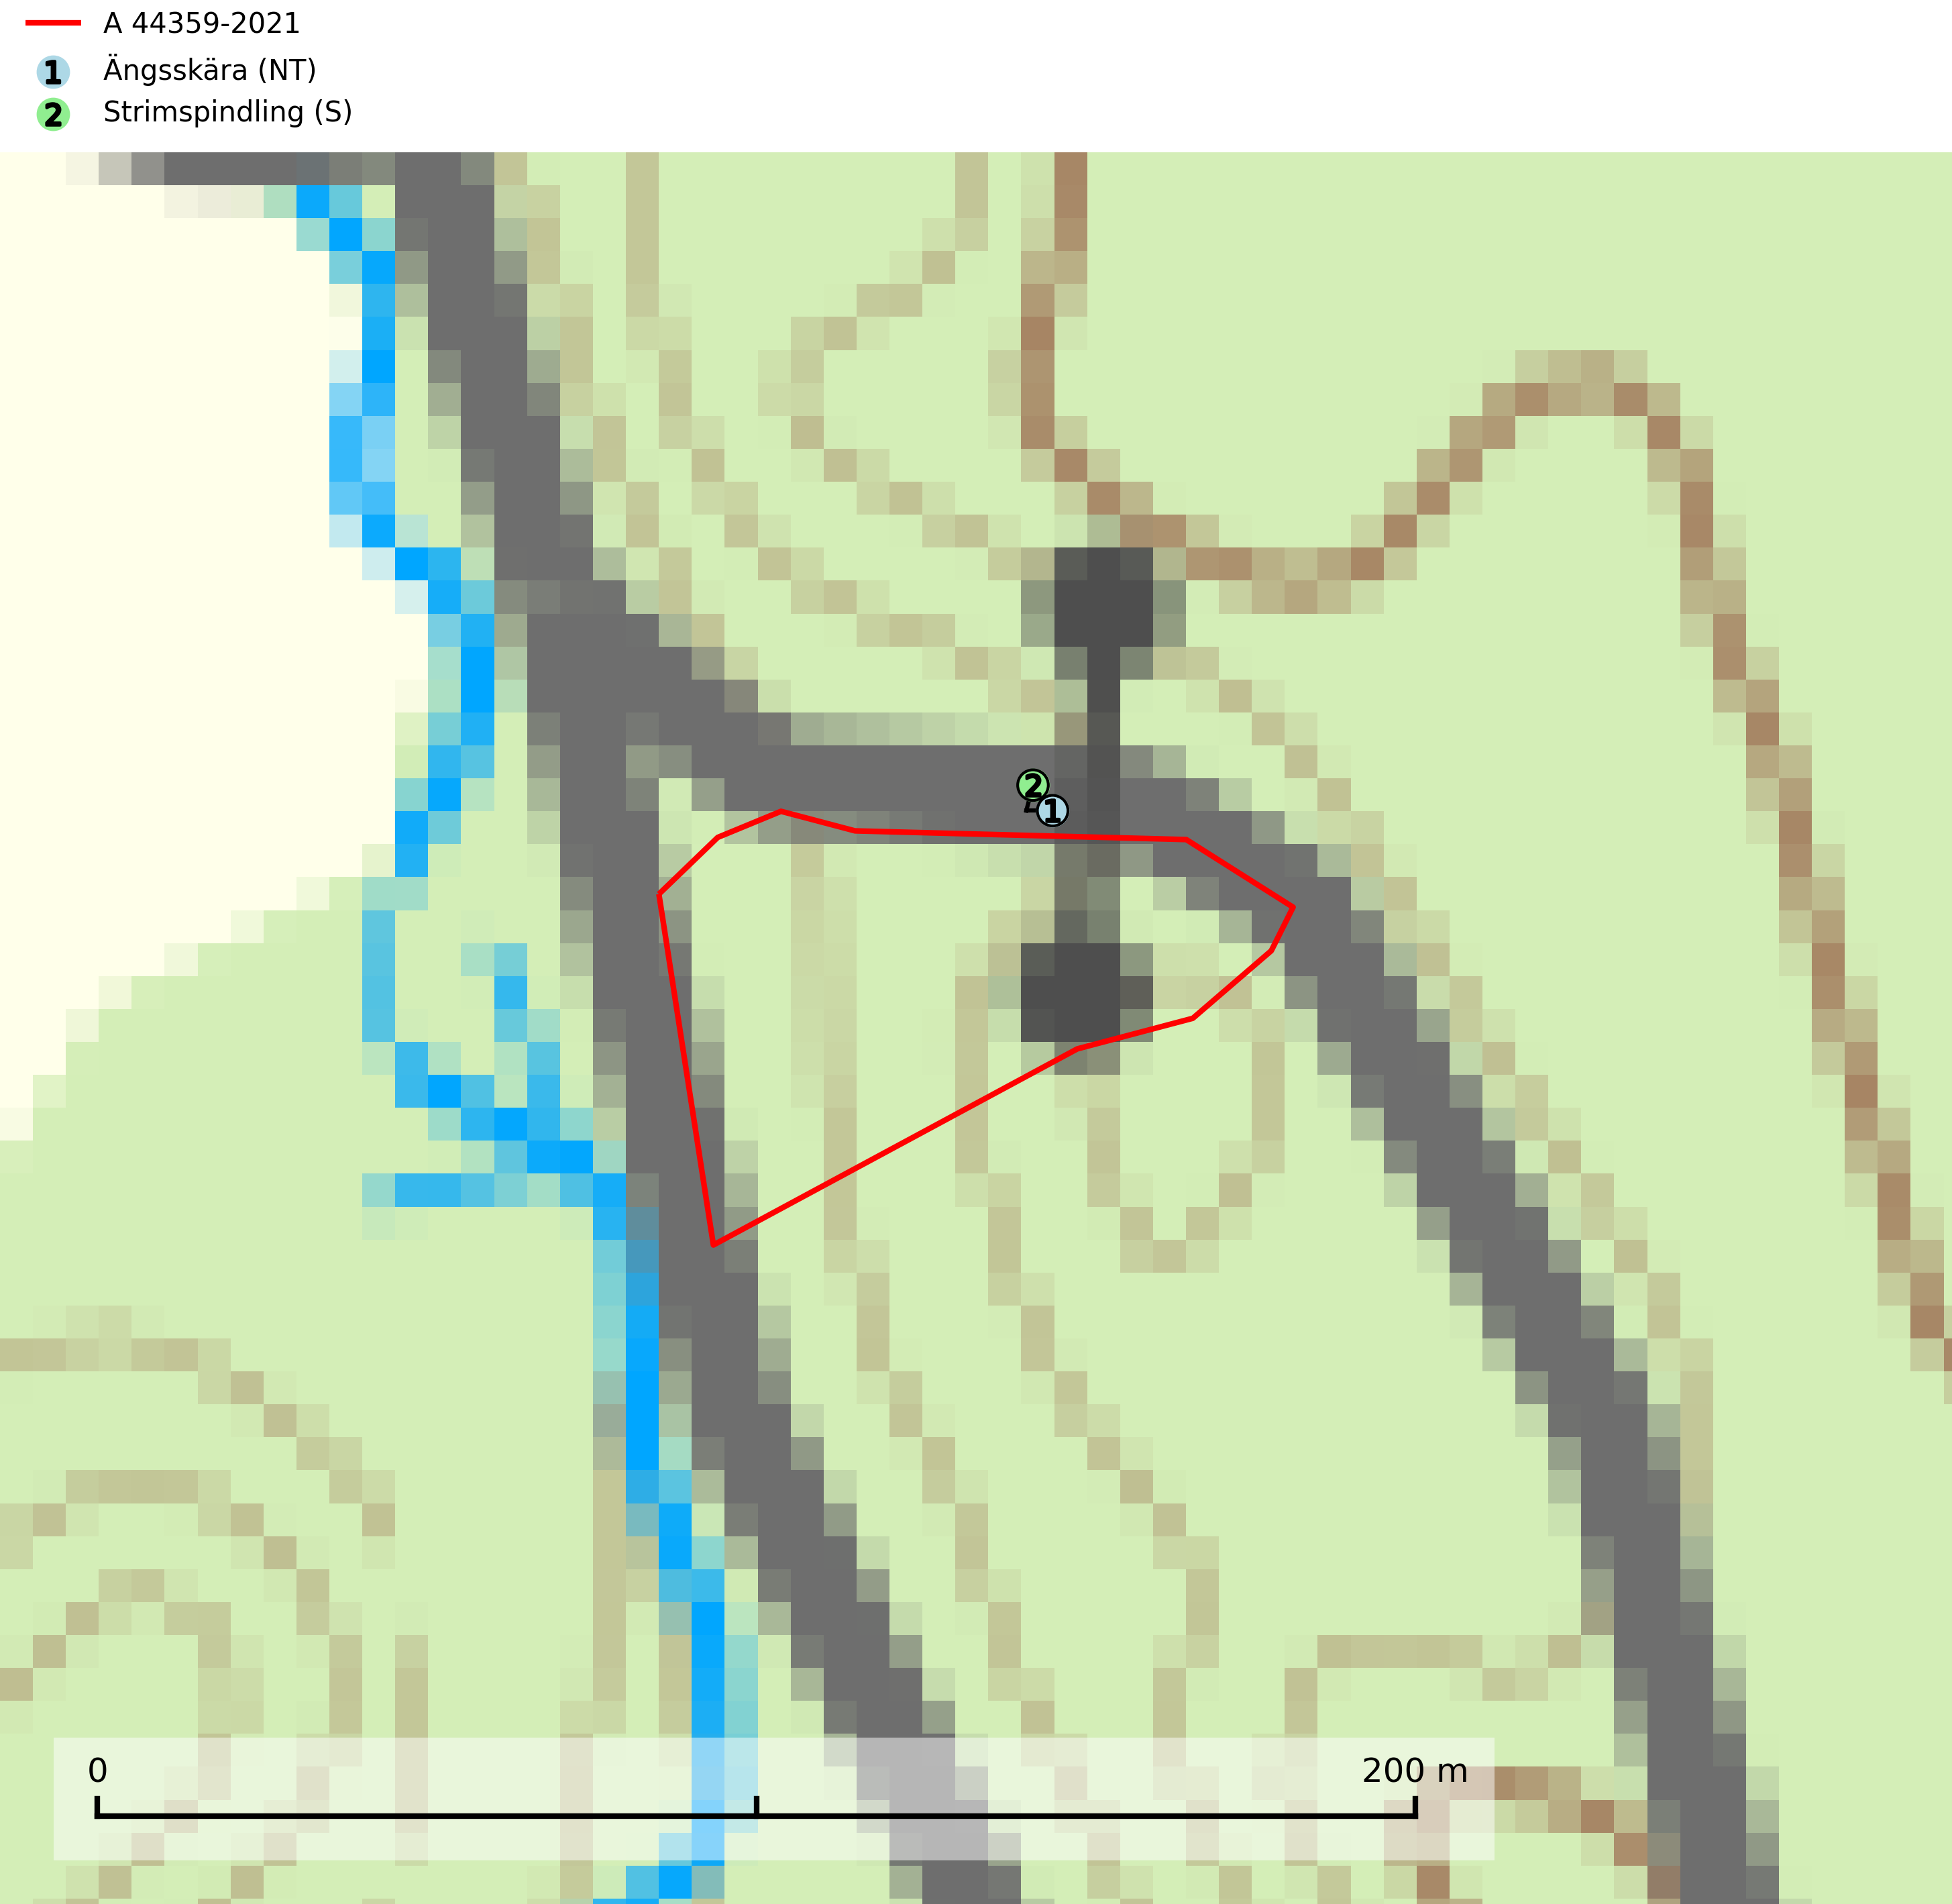 A 44359-2021
1 Ängsskära (NT)
2 Strimspindling (S)
2
1
0 200 m